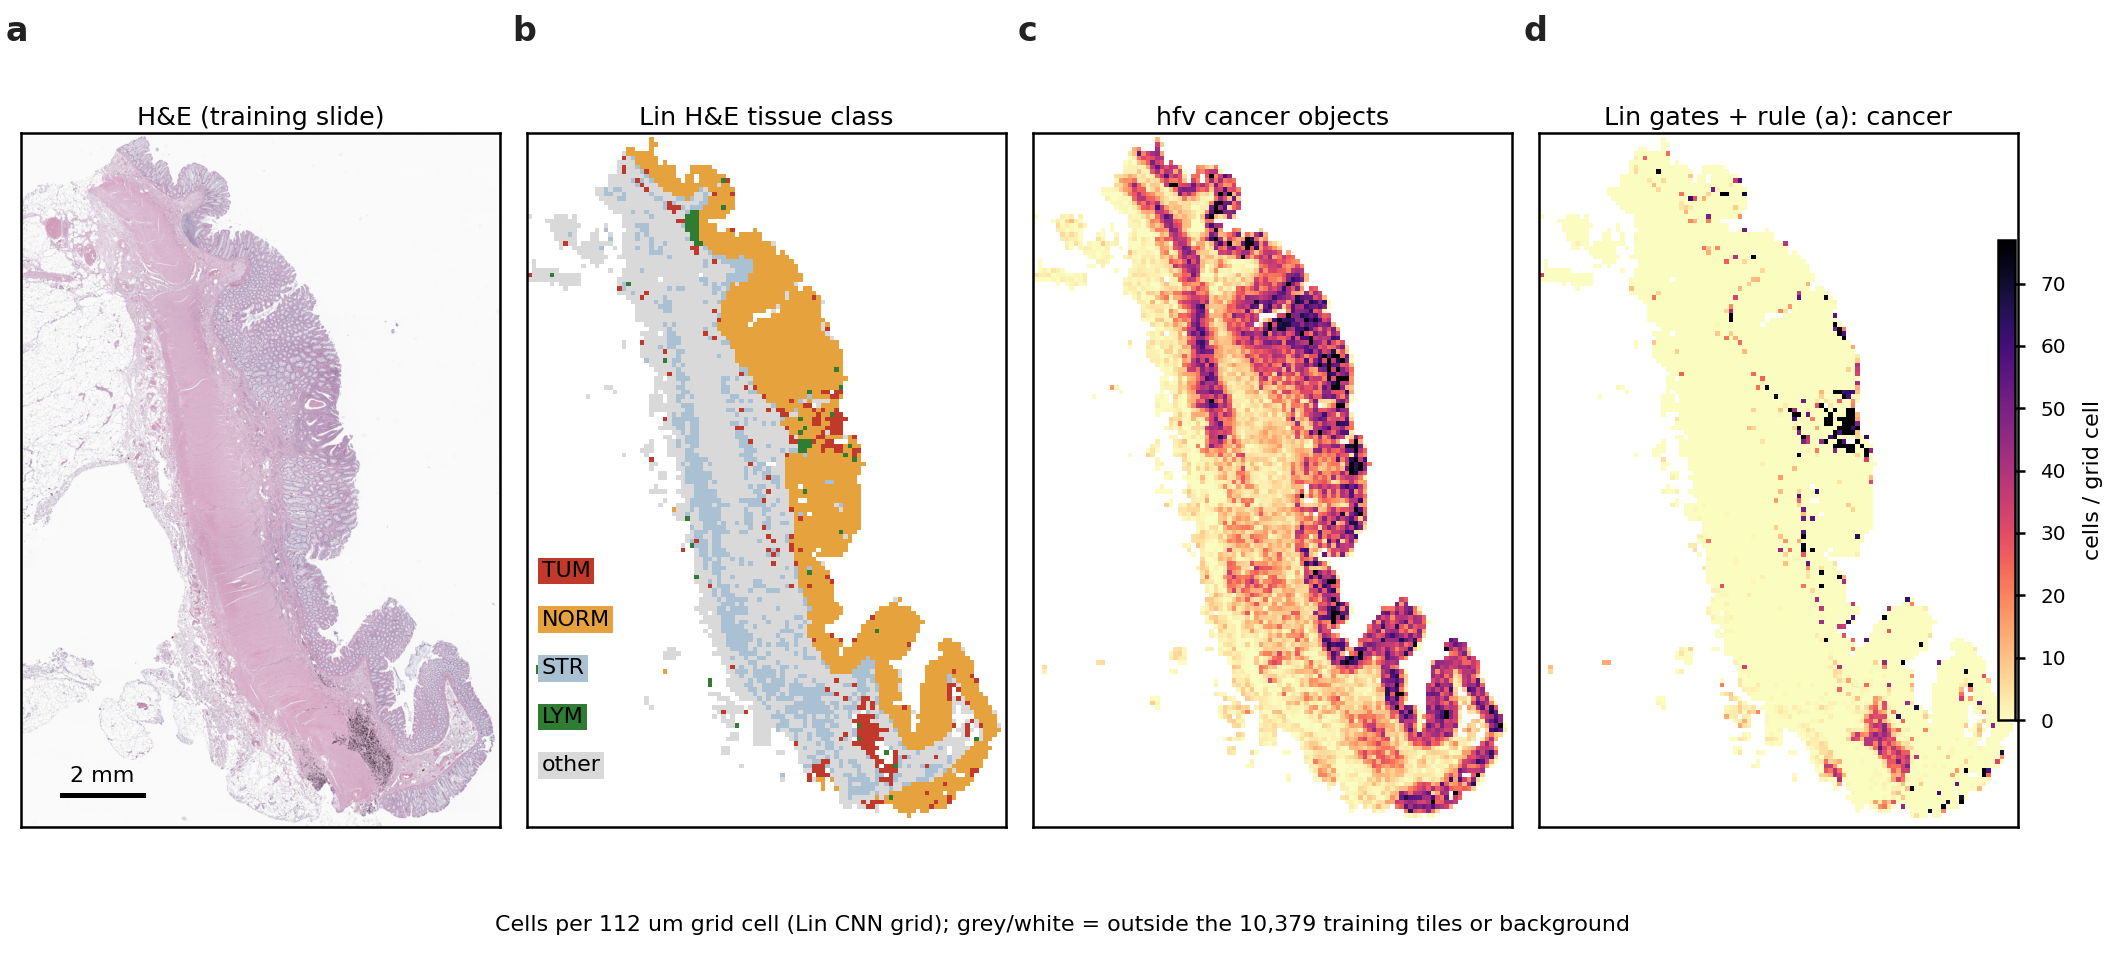 a
b
c
d
H&E (training slide)
Lin H&E tissue class
hfv cancer objects
Lin gates + rule (a): cancer
TUM
NORM
STR
LYM
other
2 mm
70
60
50
40
30
20
10
0
cells / grid cell
Cells per 112 um grid cell (Lin CNN grid); grey/white = outside the 10,379 training tiles or background